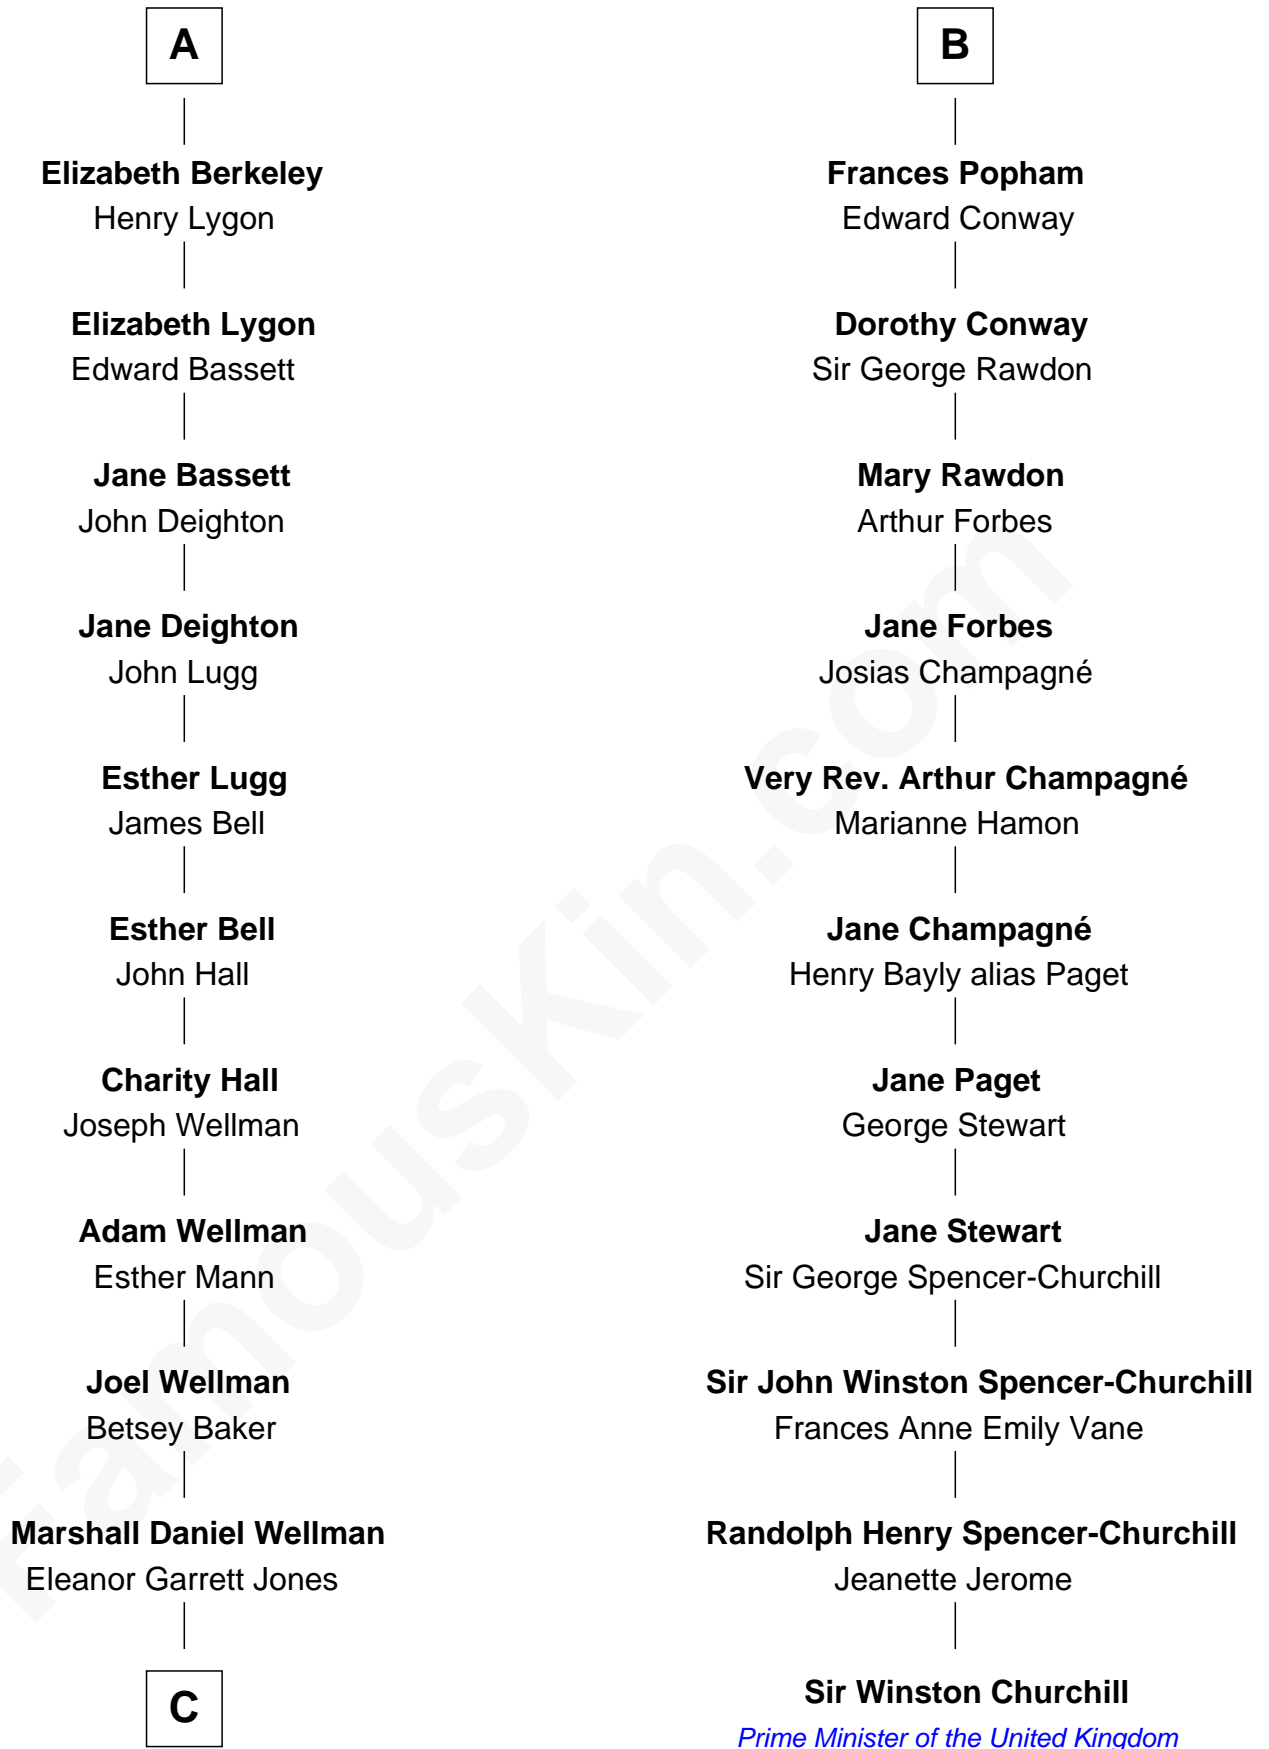 A
Elizabeth Berkeley
Henry Lygon
Elizabeth Lygon
Edward Bassett
Jane Bassett
John Deighton
Jane Deighton
John Lugg
Esther Lugg
James Bell
Esther Bell
John Hall
Charity Hall
Joseph Wellman
Adam Wellman
Esther Mann
Joel Wellman
Betsey Baker
Marshall Daniel Wellman
Eleanor Garrett Jones
C
B
Frances Popham
Edward Conway
Dorothy Conway
Sir George Rawdon
Mary Rawdon
Arthur Forbes
Jane Forbes
Josias Champagné
Very Rev. Arthur Champagné
Marianne Hamon
Jane Champagné
Henry Bayly alias Paget
Jane Paget
George Stewart
Jane Stewart
Sir George Spencer-Churchill
Sir John Winston Spencer-Churchill
Frances Anne Emily Vane
Randolph Henry Spencer-Churchill
Jeanette Jerome
Sir Winston Churchill
Prime Minister of the United Kingdom
FamousKin.com